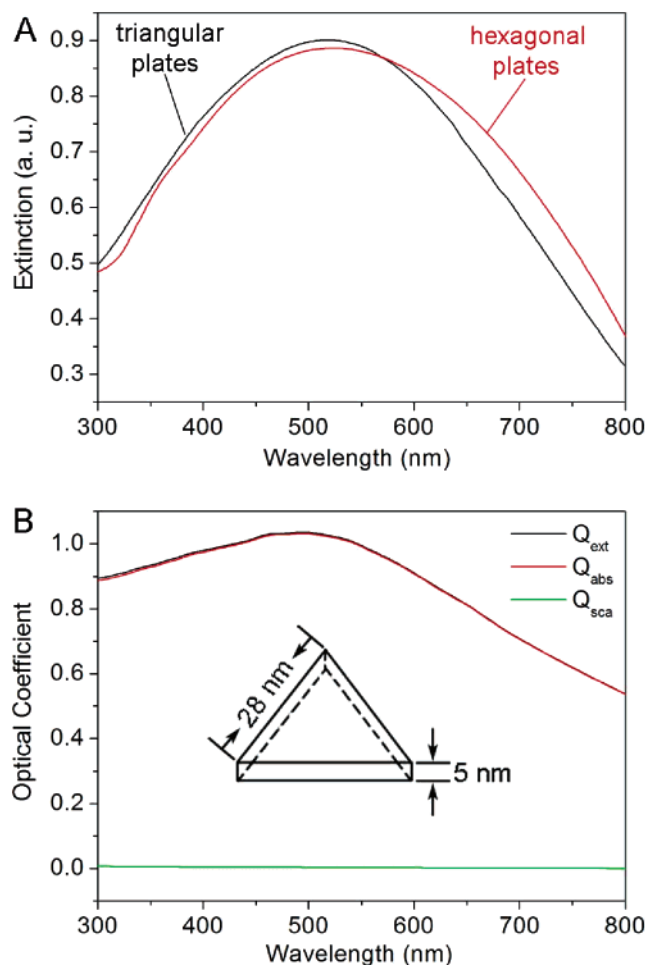 A
triangular
plates
hexagonal
plates
Extinction (a. u.)
0.9
0.8
0.7
0.6
0.5
0.4
0.3
300 400 500 600 700 800
Wavelength (nm)
B
Q_ext
Q_abs
Q_sca
Optical Coefficient
1.0
0.8
0.6
0.4
0.2
0.0
28 nm
5 nm
300 400 500 600 700 800
Wavelength (nm)